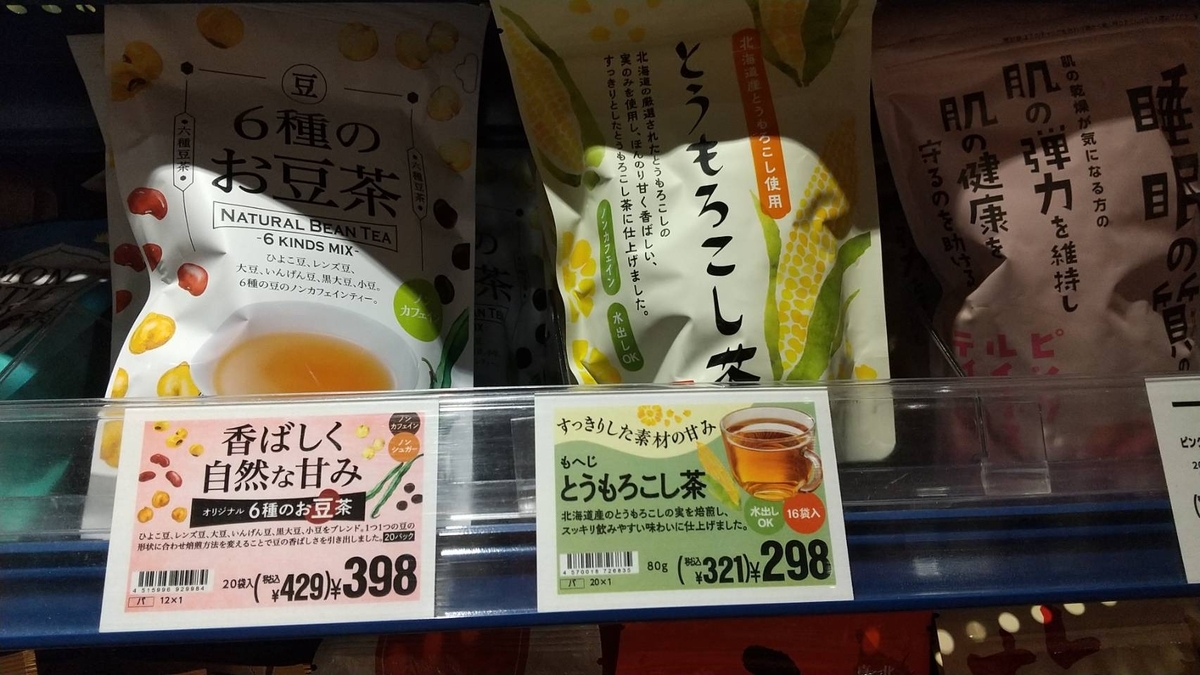 豆
6種の
お豆茶
六種豆茶
六種豆茶
NATURAL BEAN TEA
-6 KINDS MIX-
ひよこ豆、レンズ豆、
大豆、いんげん豆、黒大豆、小豆。
6種の豆のノンカフェインティー。
ノン
カフェイン
北海道産とうもろこし使用
とうもろこし茶
北海道の厳選されたとうもろこしの
実のみを使用し、ほんのり甘く香ばしい、
すっきりとしたとうもろこし茶に仕上げました。
ノンカフェイン
水出しOK
睡眠の質の
肌の乾燥が気になる方の
肌の弾力を維持し
肌の健康を
守るのを助ける
香ばしく
自然な甘み
ノン
カフェイン
ノン
シュガー
オリジナル 6種のお豆茶
ひよこ豆、レンズ豆、大豆、いんげん豆、黒大豆、小豆をブレンド。1つ1つの豆の
形状に合わせ焙煎方法を変えることで豆の香ばしさを引き出しました。
20パック
20袋入 (税込 ¥429) ¥398
バ 12×1
すっきりした素材の甘み
もへじ
とうもろこし茶
北海道産のとうもろこしの実を焙煎し、
スッキリ飲みやすい味わいに仕上げました。
水出し
OK
16袋入
80g (税込 ¥321) ¥298
バ 20×1